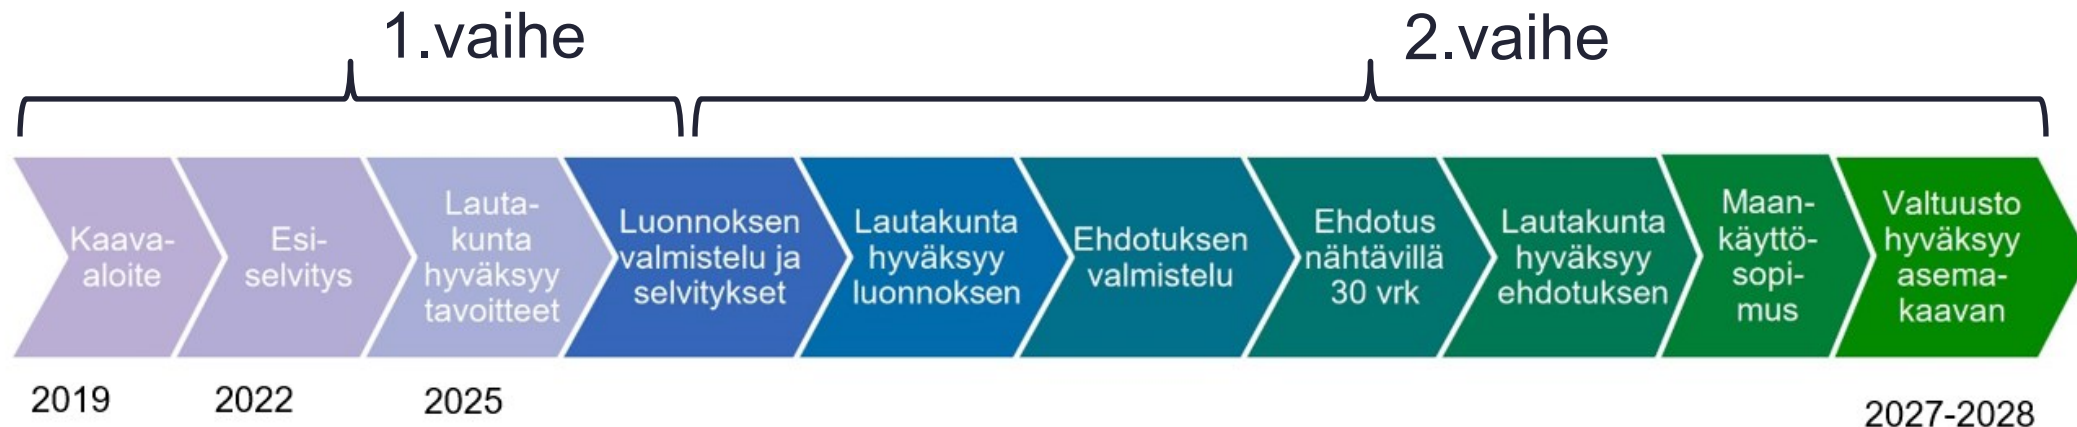 1.vaihe
2.vaihe
Kaava-
aloite
Esi-
selvitys
Lauta-
kunta
hyväksyy
tavoitteet
Luonnoksen
valmistelu ja
selvitykset
Lautakunta
hyväksyy
luonnoksen
Ehdotuksen
valmistelu
Ehdotus
nähtävillä
30 vrk
Lautakunta
hyväksyy
ehdotuksen
Maan-
käyttö-
sopi-
mus
Valtuusto
hyväksyy
asema-
kaavan
2019
2022
2025
2027-2028